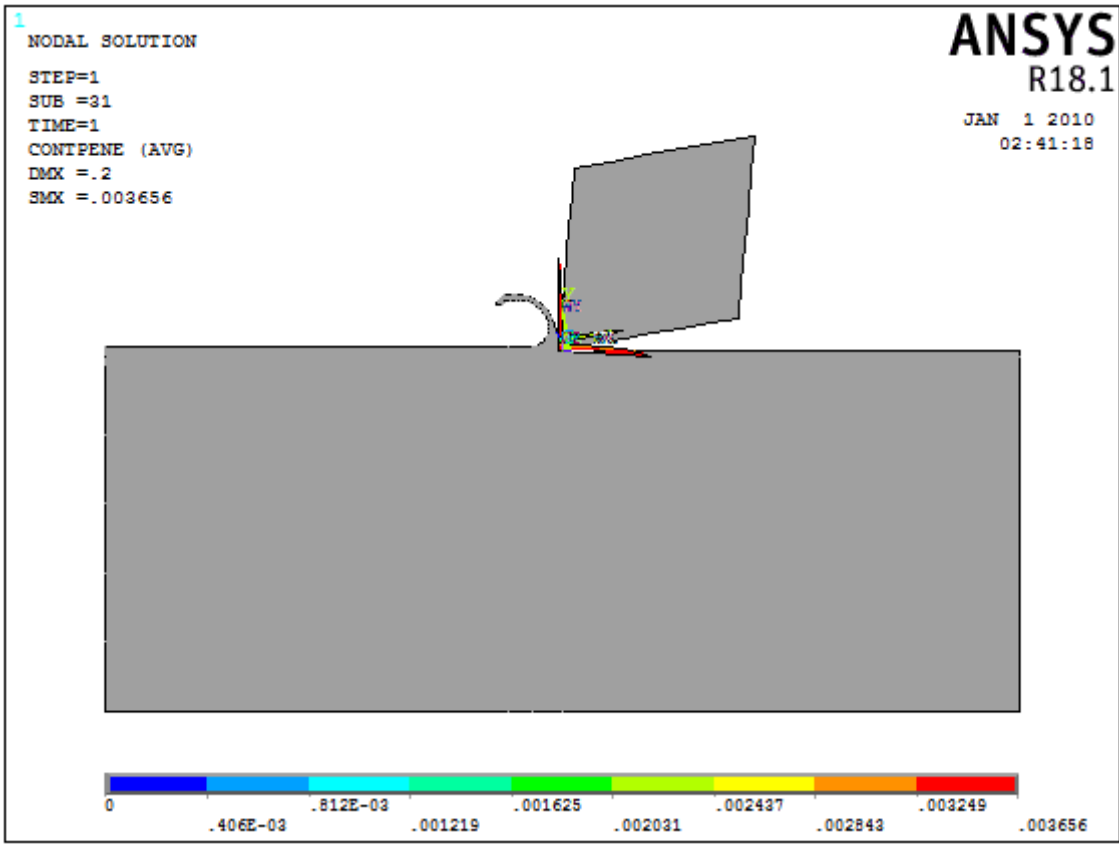 1
NODAL SOLUTION
STEP=1
SUB =31
TIME=1
CONTPENE (AVG)
DMX =.2
SMX =.003656
ANSYS
R18.1
JAN 1 2010
02:41:18
0 .812E-03 .001625 .002437 .003249
.406E-03 .001219 .002031 .002843 .003656